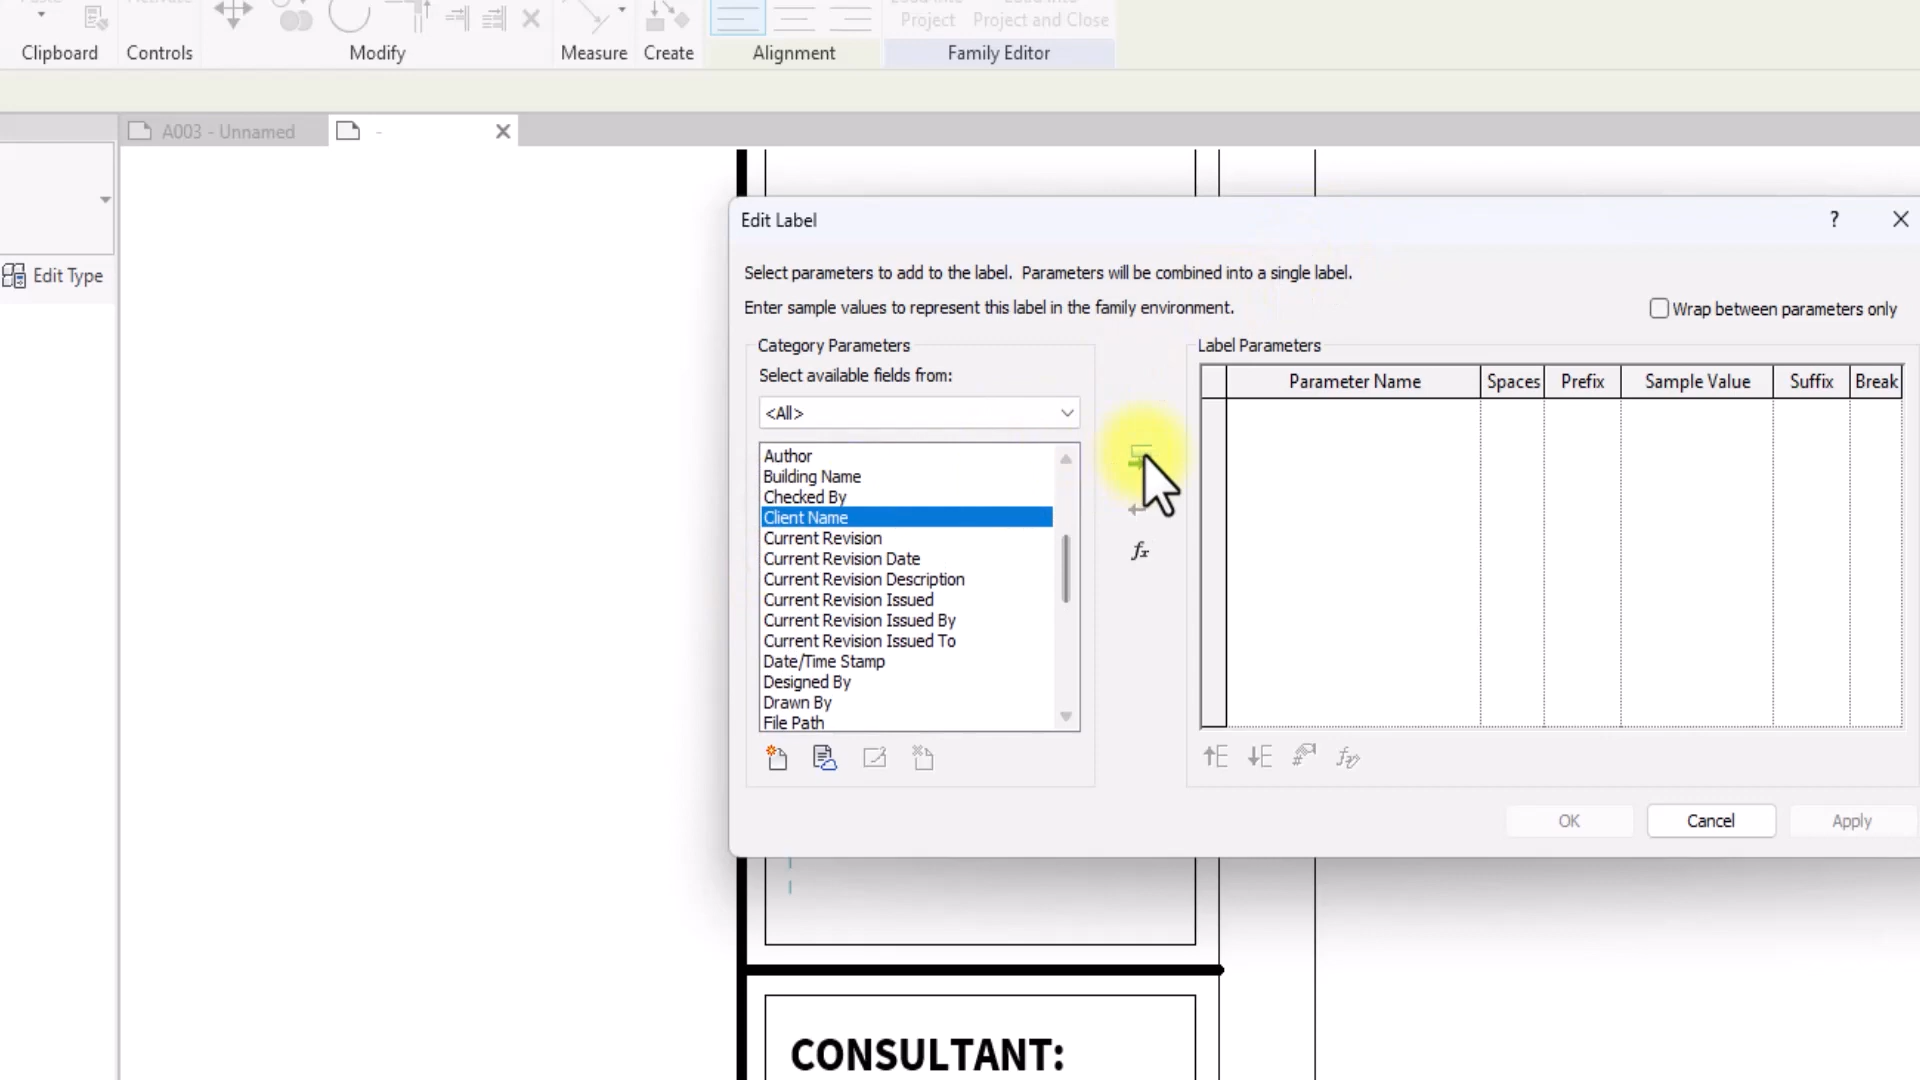 Project Project and Close
Clipboard Controls Modify Measure Create Alignment Family Editor
A003 - Unnamed -
Edit Type
Edit Label
?
Select parameters to add to the label. Parameters will be combined into a single label.
Enter sample values to represent this label in the family environment.
Wrap between parameters only
Category Parameters
Select available fields from:
<All>
Author
Building Name
Checked By
Client Name
Current Revision
Current Revision Date
Current Revision Description
Current Revision Issued
Current Revision Issued By
Current Revision Issued To
Date/Time Stamp
Designed By
Drawn By
File Path
fx
Label Parameters
Parameter Name Spaces Prefix Sample Value Suffix Break
OK Cancel Apply
CONSULTANT: